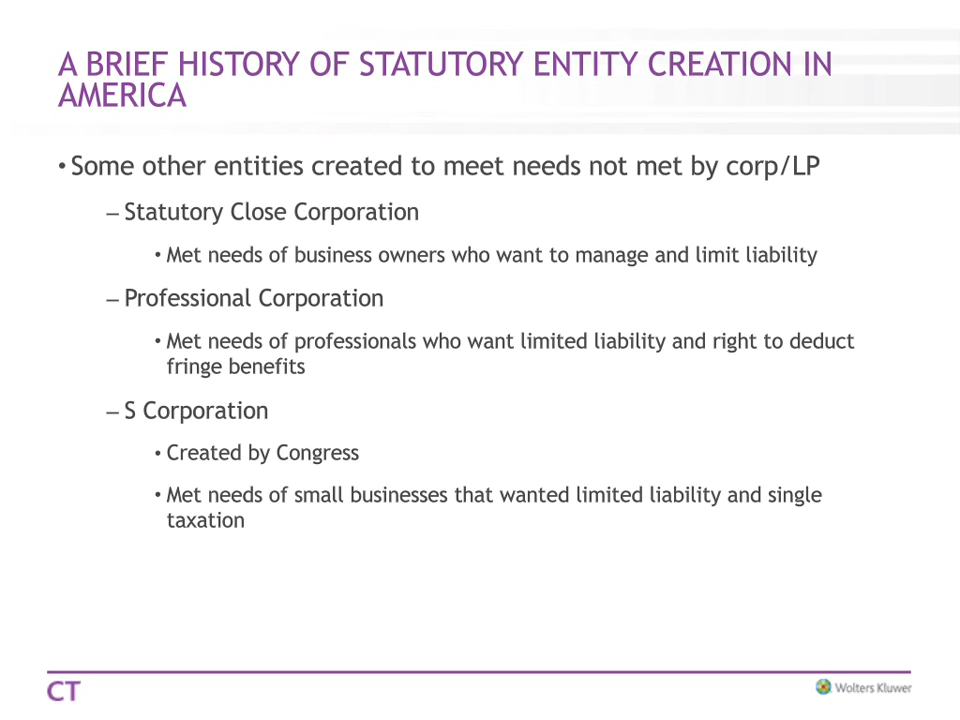 A BRIEF HISTORY OF STATUTORY ENTITY CREATION IN
AMERICA
• Some other entities created to meet needs not met by corp/LP
– Statutory Close Corporation
• Met needs of business owners who want to manage and limit liability
– Professional Corporation
• Met needs of professionals who want limited liability and right to deduct
fringe benefits
– S Corporation
• Created by Congress
• Met needs of small businesses that wanted limited liability and single
taxation
CT
Wolters Kluwer